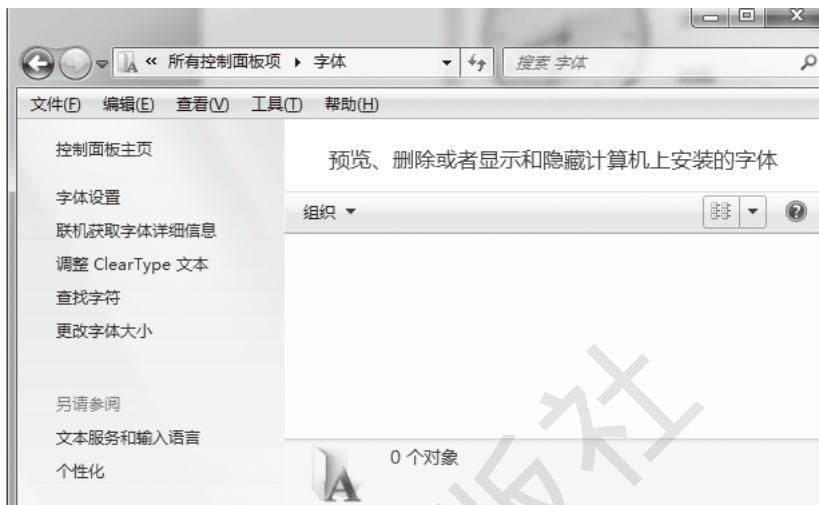 « 所有控制面板项 ▸ 字体
搜索 字体
文件(F) 编辑(E) 查看(V) 工具(T) 帮助(H)
控制面板主页
预览、删除或者显示和隐藏计算机上安装的字体
字体设置
组织
联机获取字体详细信息
调整 ClearType 文本
查找字符
更改字体大小
另请参阅
文本服务和输入语言
个性化
0 个对象
版社